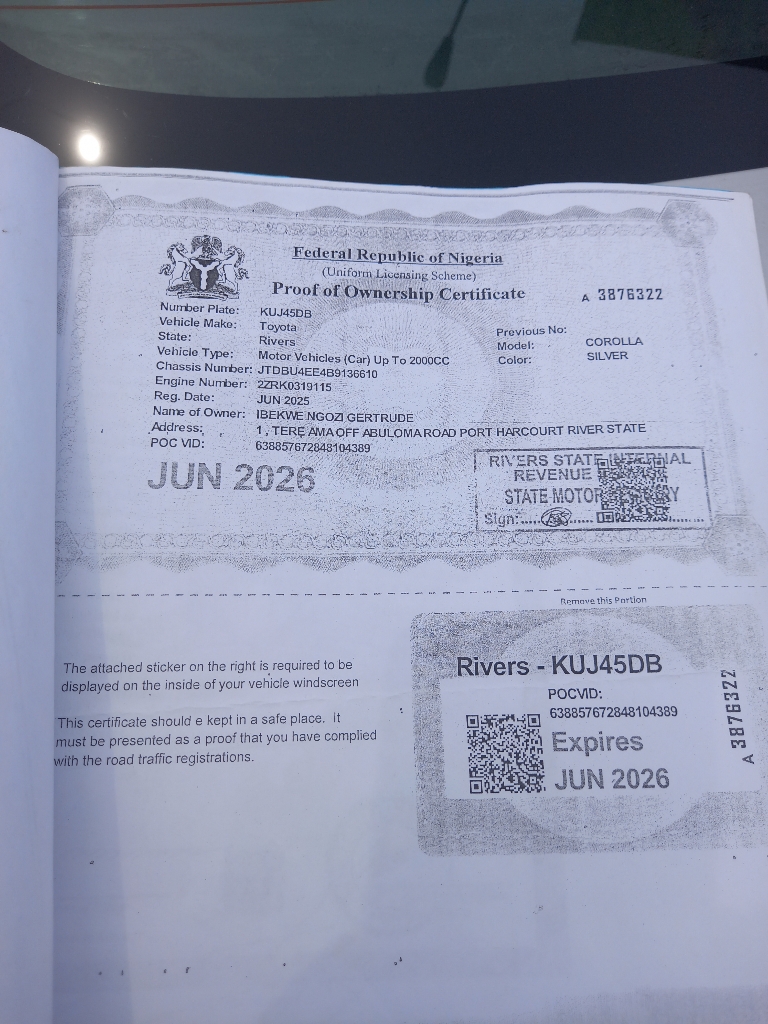 Federal Republic of Nigeria
(Uniform Licensing Scheme)
Proof of Ownership Certificate
A 3876322
Number Plate: KUJ45DB
Vehicle Make: Toyota
Previous No:
State: Rivers
Model: COROLLA
Vehicle Type: Motor Vehicles (Car) Up To 2000CC
Color: SILVER
Chassis Number: JTDBU4EE4B9136610
Engine Number: 2ZRK0319115
Reg. Date: JUN 2025
Name of Owner: IBEKWE NGOZI GERTRUDE
Address: 1, TERE AMA OFF ABULOMA ROAD PORT HARCOURT RIVER STATE
POC VID: 638857672848104389
JUN 2026
RIVERS STATE INTERNAL
REVENUE
STATE MOTOR
Sign:
Remove this Portion
The attached sticker on the right is required to be
displayed on the inside of your vehicle windscreen
This certificate should e kept in a safe place. It
must be presented as a proof that you have complied
with the road traffic registrations.
Rivers - KUJ45DB
POCVID:
638857672848104389
Expires
JUN 2026
A 3876322